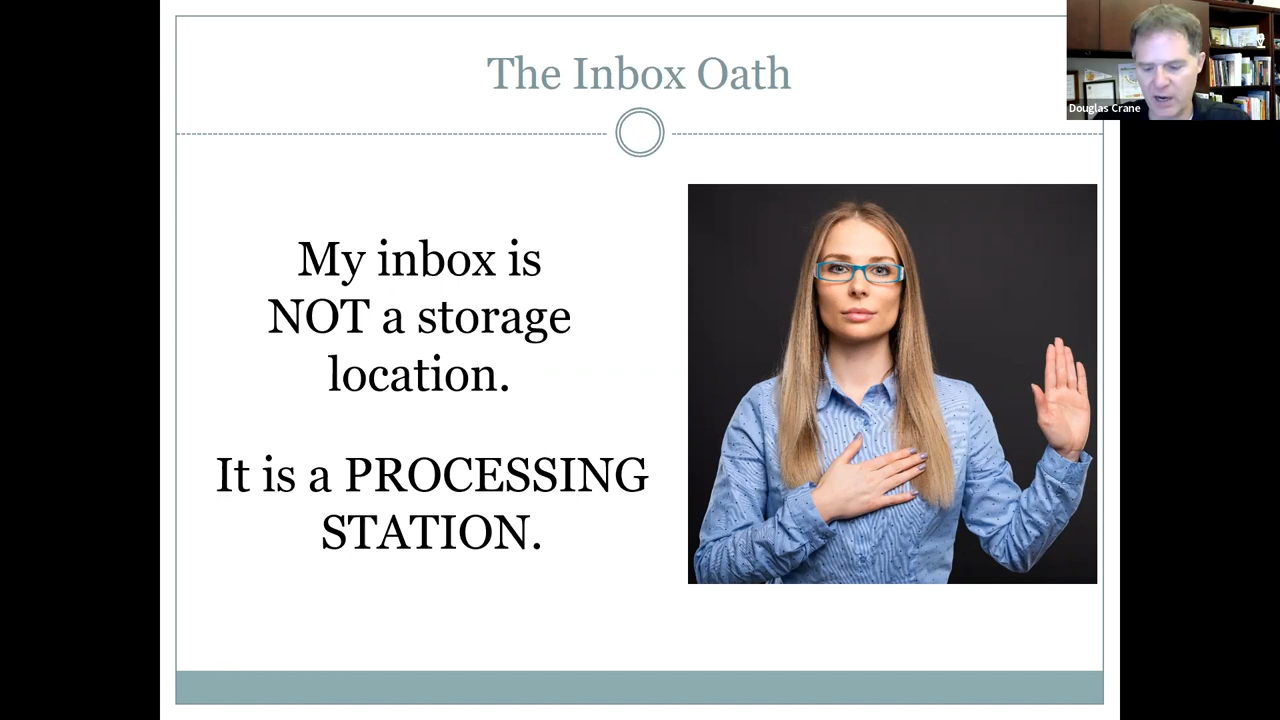 The Inbox Oath
Douglas Crane
My inbox is
NOT a storage
location.
It is a PROCESSING
STATION.